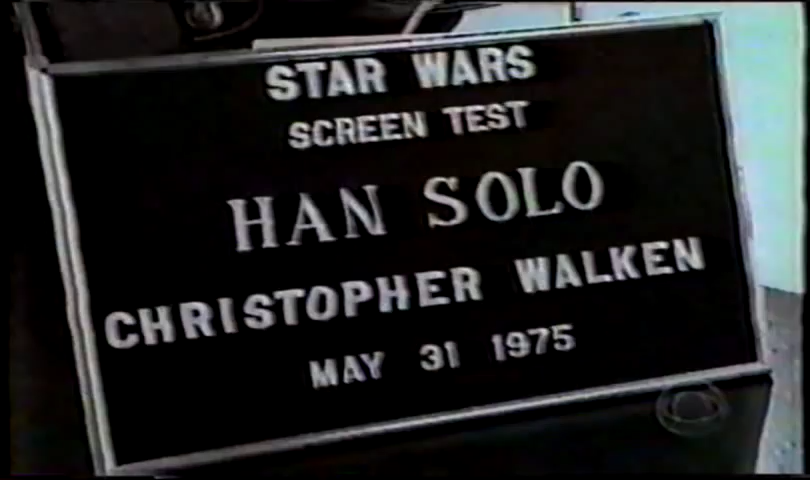 STAR WARS
SCREEN TEST
HAN SOLO
CHRISTOPHER WALKEN
MAY 31 1975